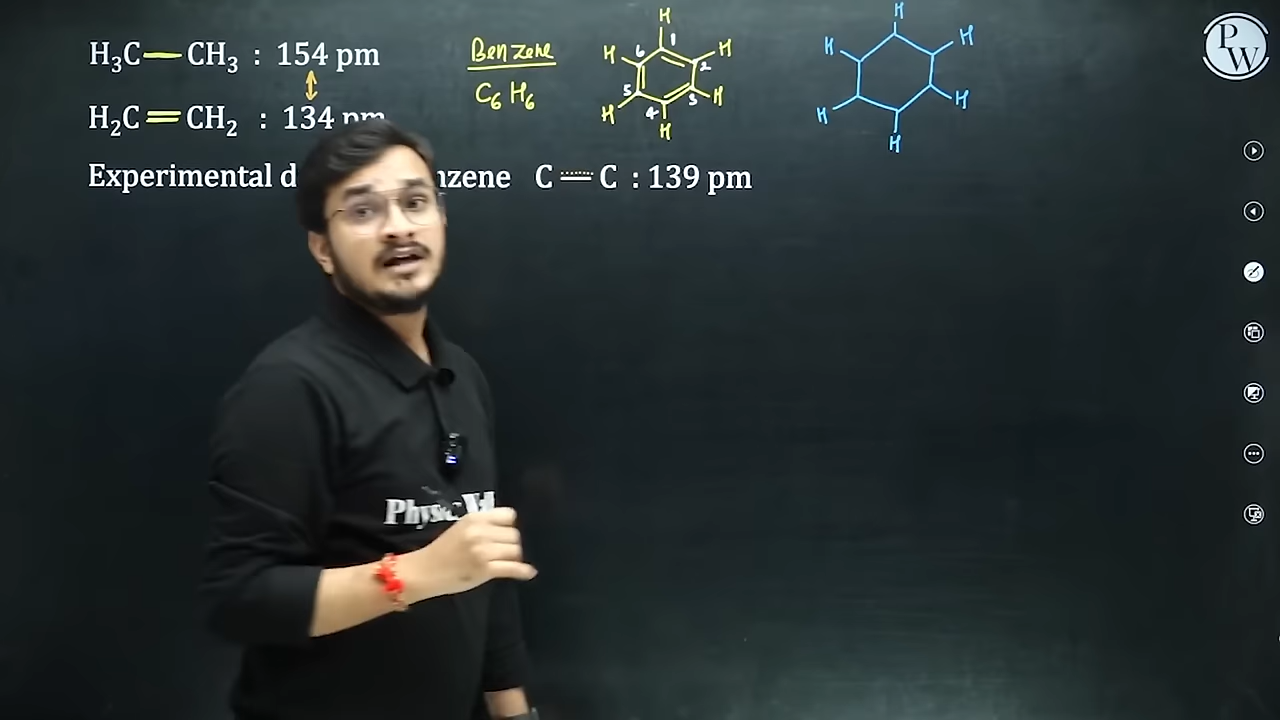 H₃C — CH₃ : 154 pm
H₂C = CH₂ : 134 pm
Experimental
C C : 139 pm
Benzene
C₆H₆
H
H 6 1 H
2
5 3
H 4 H
H
H
H H
H H
H
PW